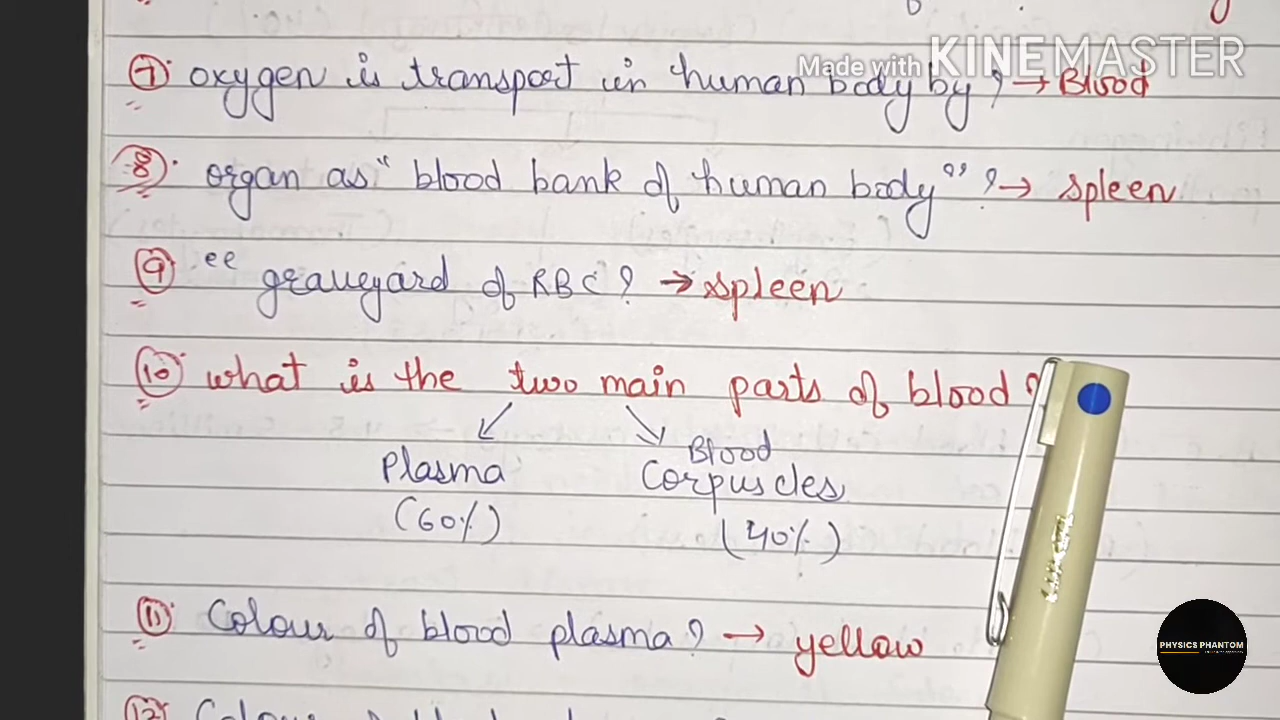 Made with KINEMASTER
7. oxygen is transport in human body by? → Blood
8. organ as "blood bank of human body"? → spleen
9. " graveyard of RBC? → spleen
10. what is the two main parts of blood?
Plasma Blood Corpuscles
(60%) (40%)
11. Colour of blood plasma? → yellow
PHYSICS PHANTOM
12. Colour